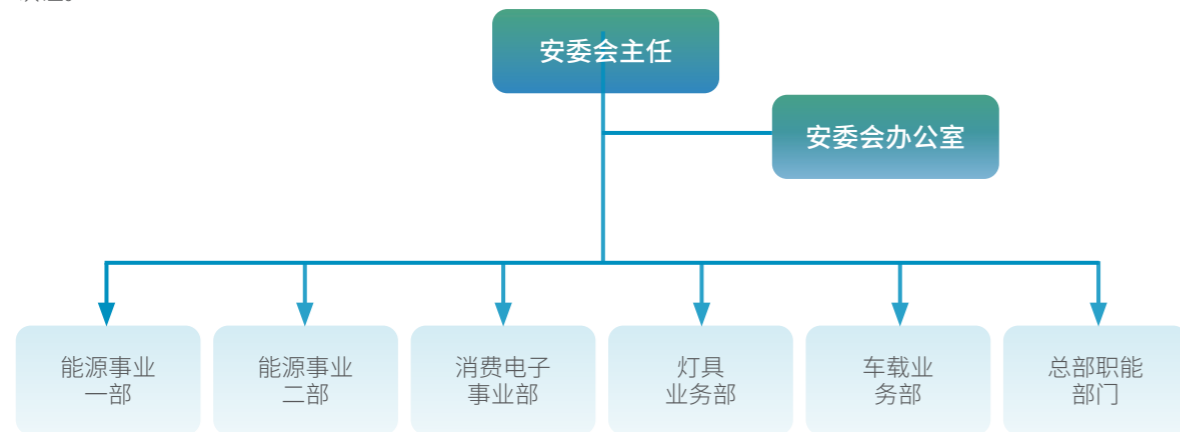 安委会主任
安委会办公室
能源事业
一部
能源事业
二部
消费电子
事业部
灯具
业务部
车载业
务部
总部职能
部门